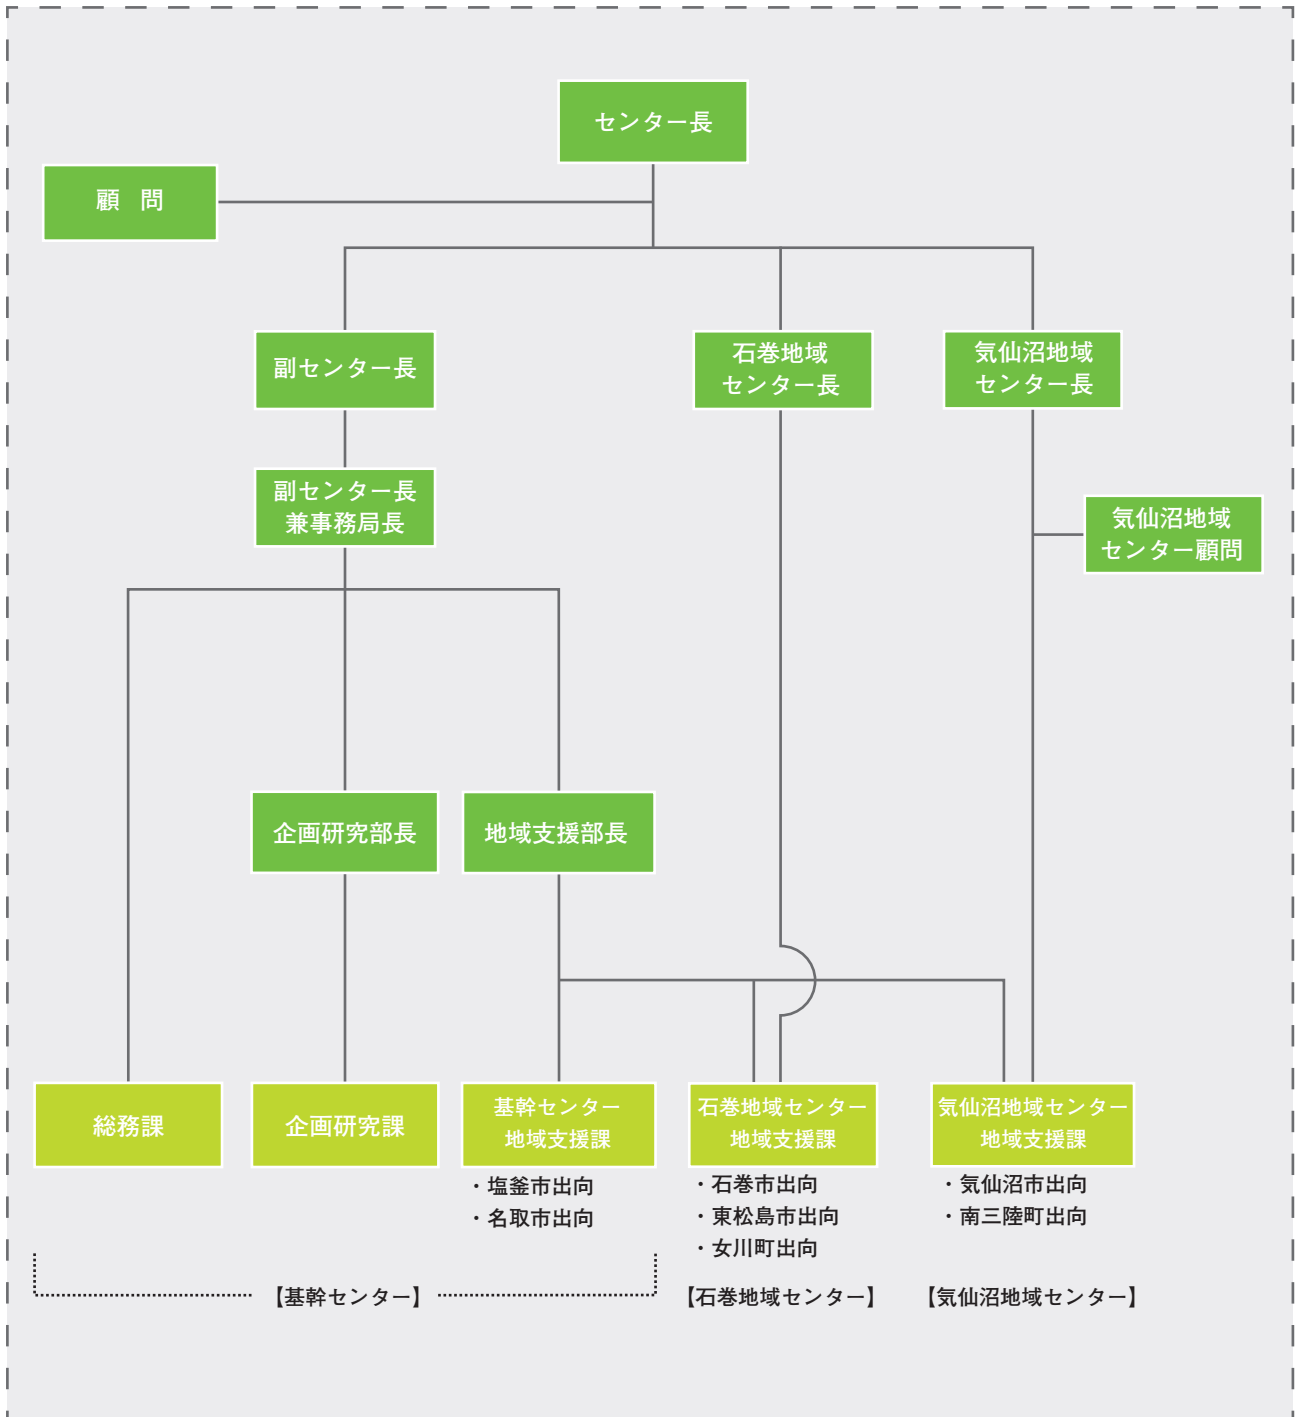 センター長
顧　問
副センター長
石巻地域
センター長
気仙沼地域
センター長
副センター長
兼事務局長
気仙沼地域
センター顧問
企画研究部長
地域支援部長
総務課
企画研究課
基幹センター
地域支援課
石巻地域センター
地域支援課
気仙沼地域センター
地域支援課
・塩釜市出向
・名取市出向
・石巻市出向
・東松島市出向
・女川町出向
・気仙沼市出向
・南三陸町出向
【基幹センター】
【石巻地域センター】
【気仙沼地域センター】